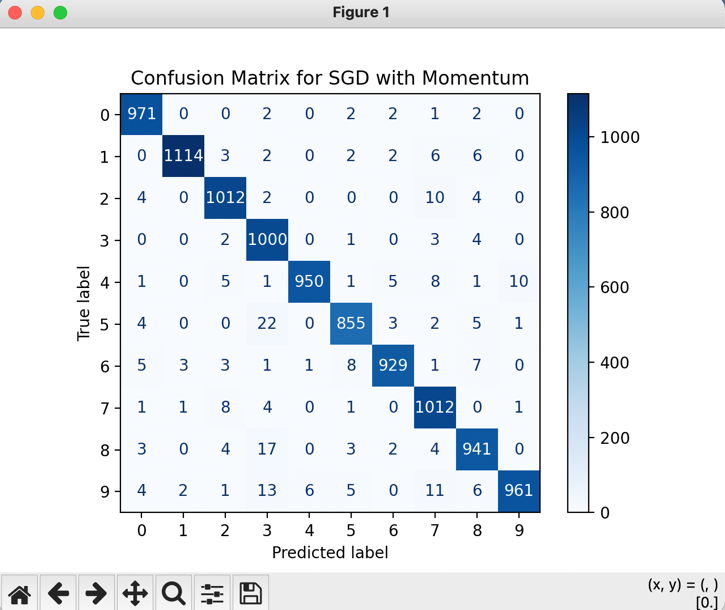 Figure 1
Confusion Matrix for SGD with Momentum
0 971 0 0 2 0 2 2 1 2 0
1 0 1114 3 2 0 2 2 6 6 0
2 4 0 1012 2 0 0 0 10 4 0
3 0 0 2 1000 0 1 0 3 4 0
4 1 0 5 1 950 1 5 8 1 10
5 4 0 0 22 0 855 3 2 5 1
6 5 3 3 1 1 8 929 1 7 0
7 1 1 8 4 0 1 0 1012 0 1
8 3 0 4 17 0 3 2 4 941 0
9 4 2 1 13 6 5 0 11 6 961
0 1 2 3 4 5 6 7 8 9
True label
Predicted label
1000
800
600
400
200
0
(x, y) = (, )
[0.]